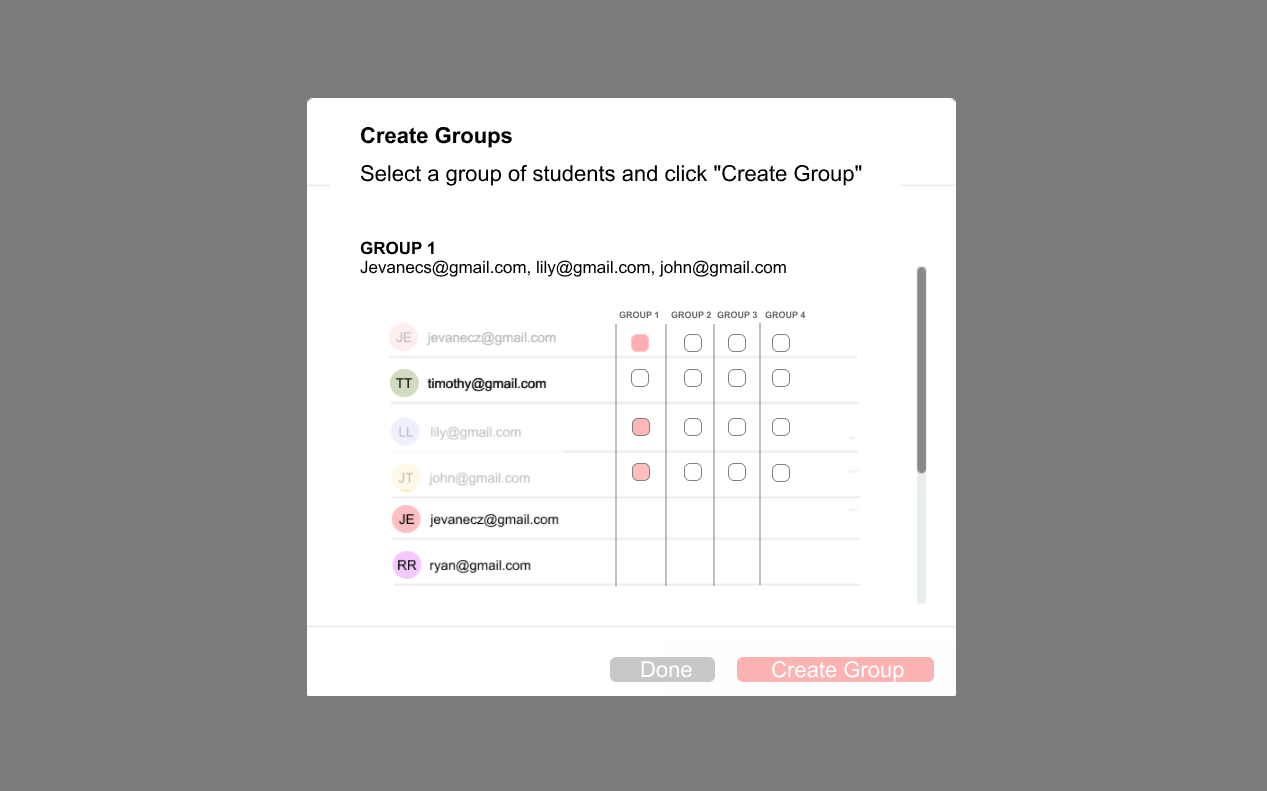 Create Groups
Select a group of students and click "Create Group"
GROUP 1
Jevanecs@gmail.com, lily@gmail.com, john@gmail.com
GROUP 1 GROUP 2 GROUP 3 GROUP 4
JE jevanecz@gmail.com
TT timothy@gmail.com
LL lily@gmail.com
JT john@gmail.com
JE jevanecz@gmail.com
RR ryan@gmail.com
Done Create Group